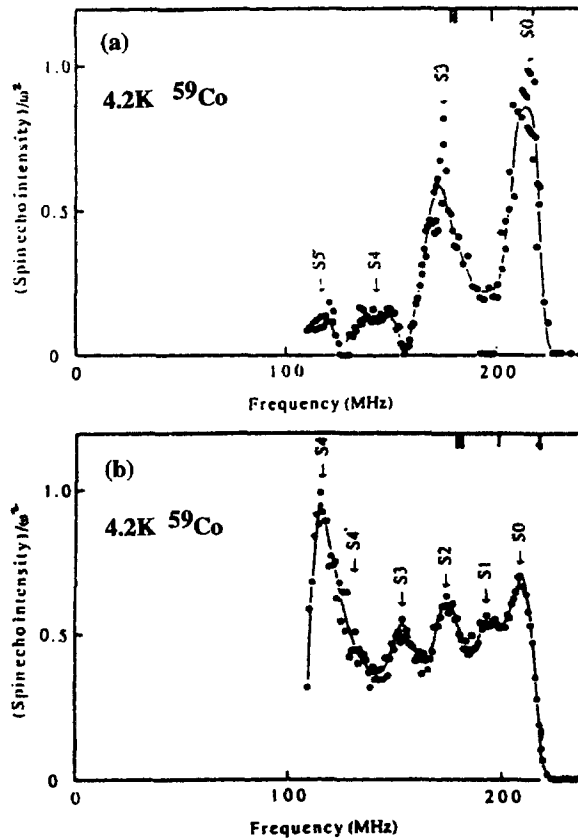 (a)
4.2K 59Co
S5
S4
S3
S0
1.0
0.5
0
0
100
200
(Spin echo intensity)/ω²
Frequency(MHz)
(b)
4.2K 59Co
S4
S4'
S3
S2
S1
S0
1.0
0.5
0
0
100
200
(Spin echo intensity)/ω²
Frequency(MHz)